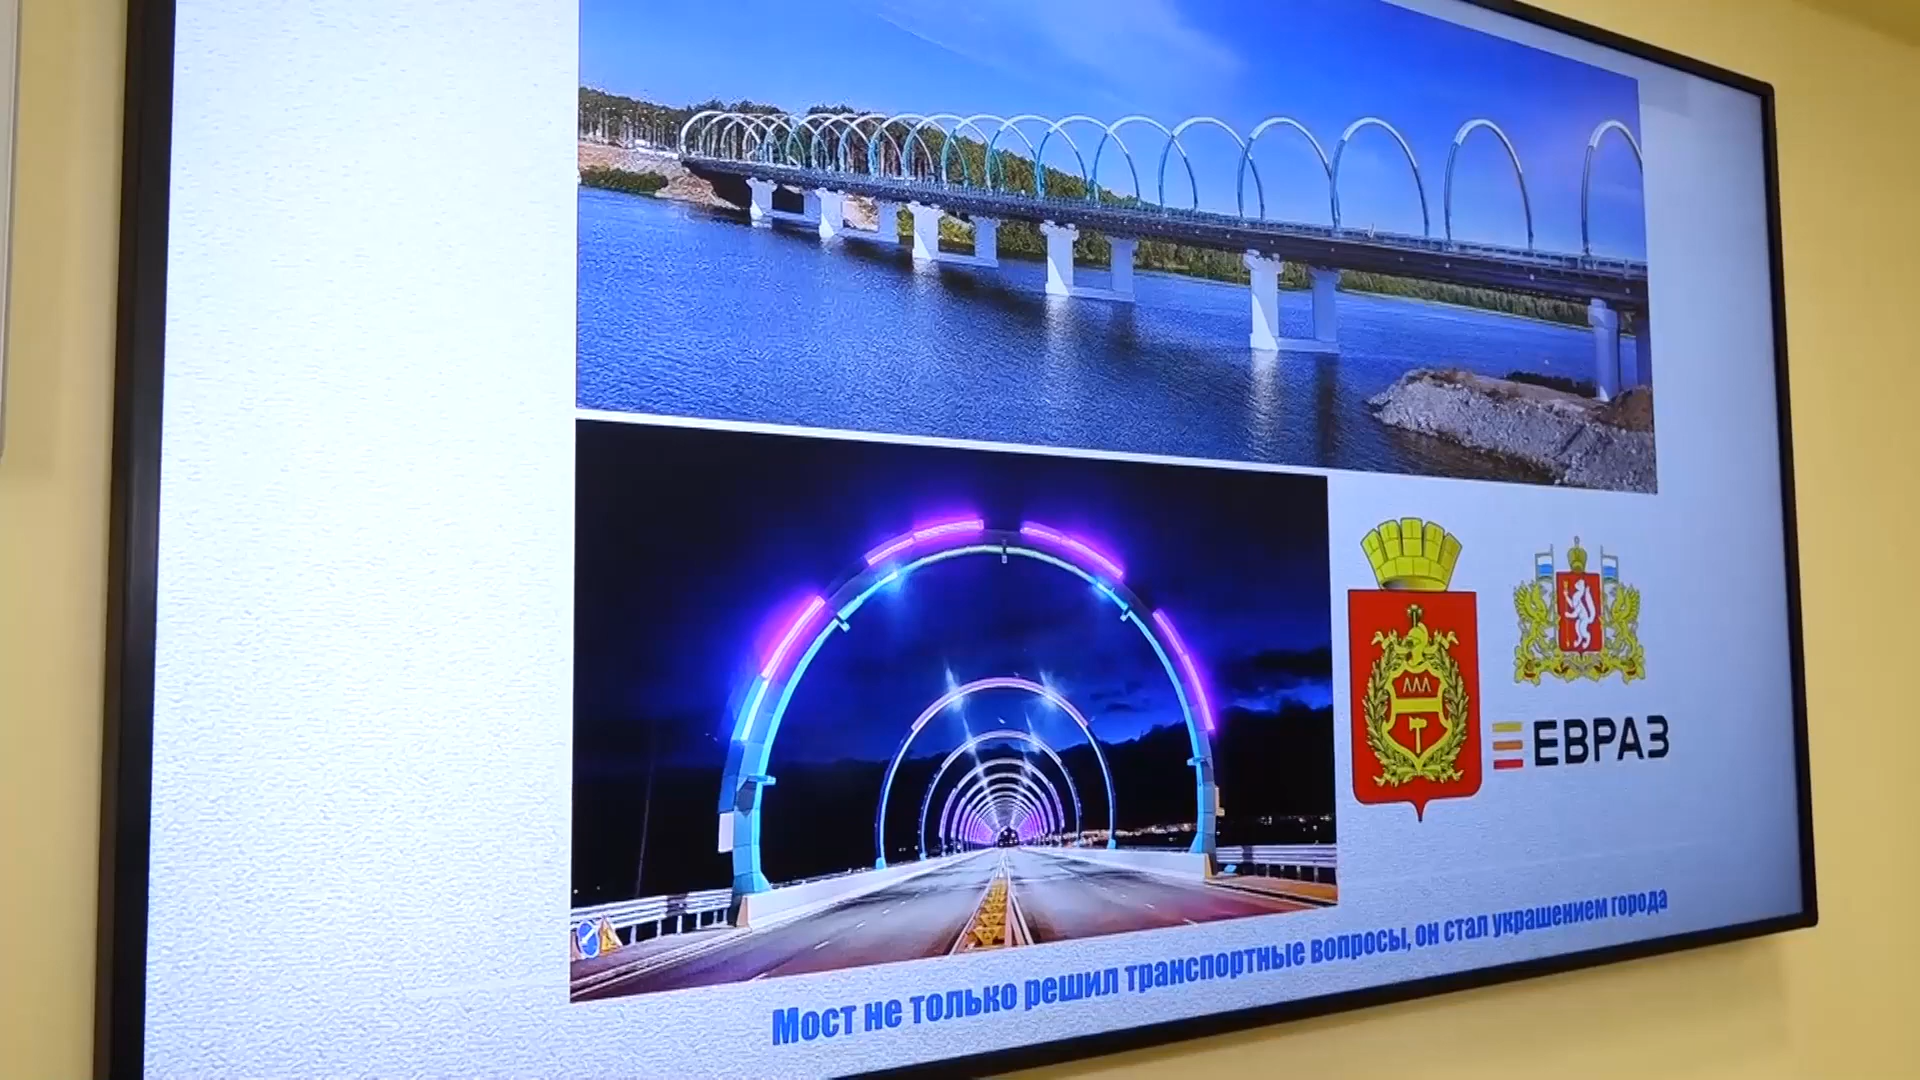 ЕВРАЗ
Мост не только решил транспортные вопросы, он стал украшением города